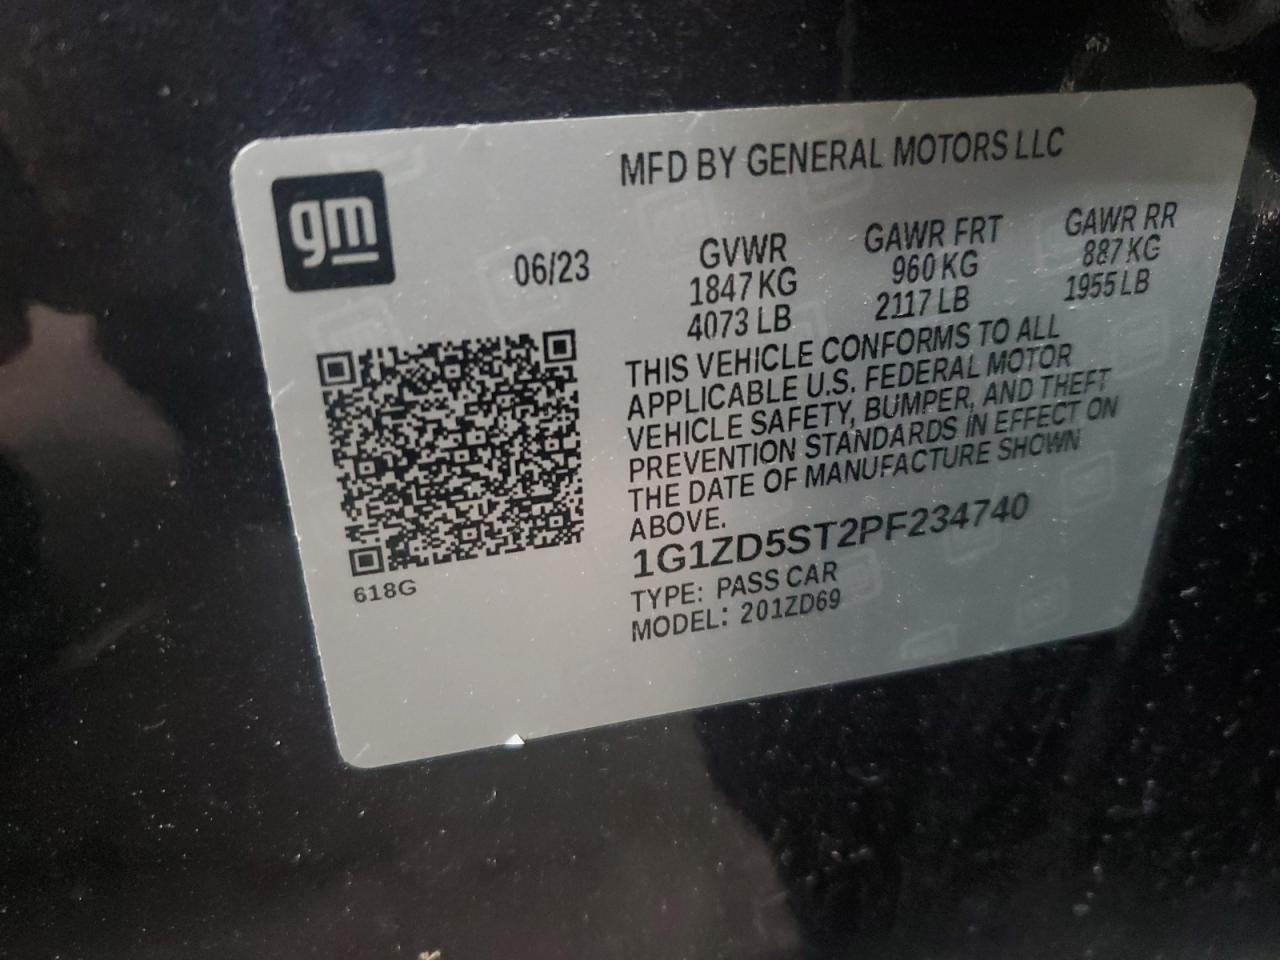 gm
MFD BY GENERAL MOTORS LLC
06/23
GVWR
1847 KG
4073 LB
GAWR FRT
960 KG
2117 LB
GAWR RR
887 KG
1955 LB
THIS VEHICLE CONFORMS TO ALL
APPLICABLE U.S. FEDERAL MOTOR
VEHICLE SAFETY, BUMPER, AND THEFT
PREVENTION STANDARDS IN EFFECT ON
THE DATE OF MANUFACTURE SHOWN
ABOVE.
1G1ZD5ST2PF234740
TYPE: PASS CAR
MODEL: 201ZD69
618G